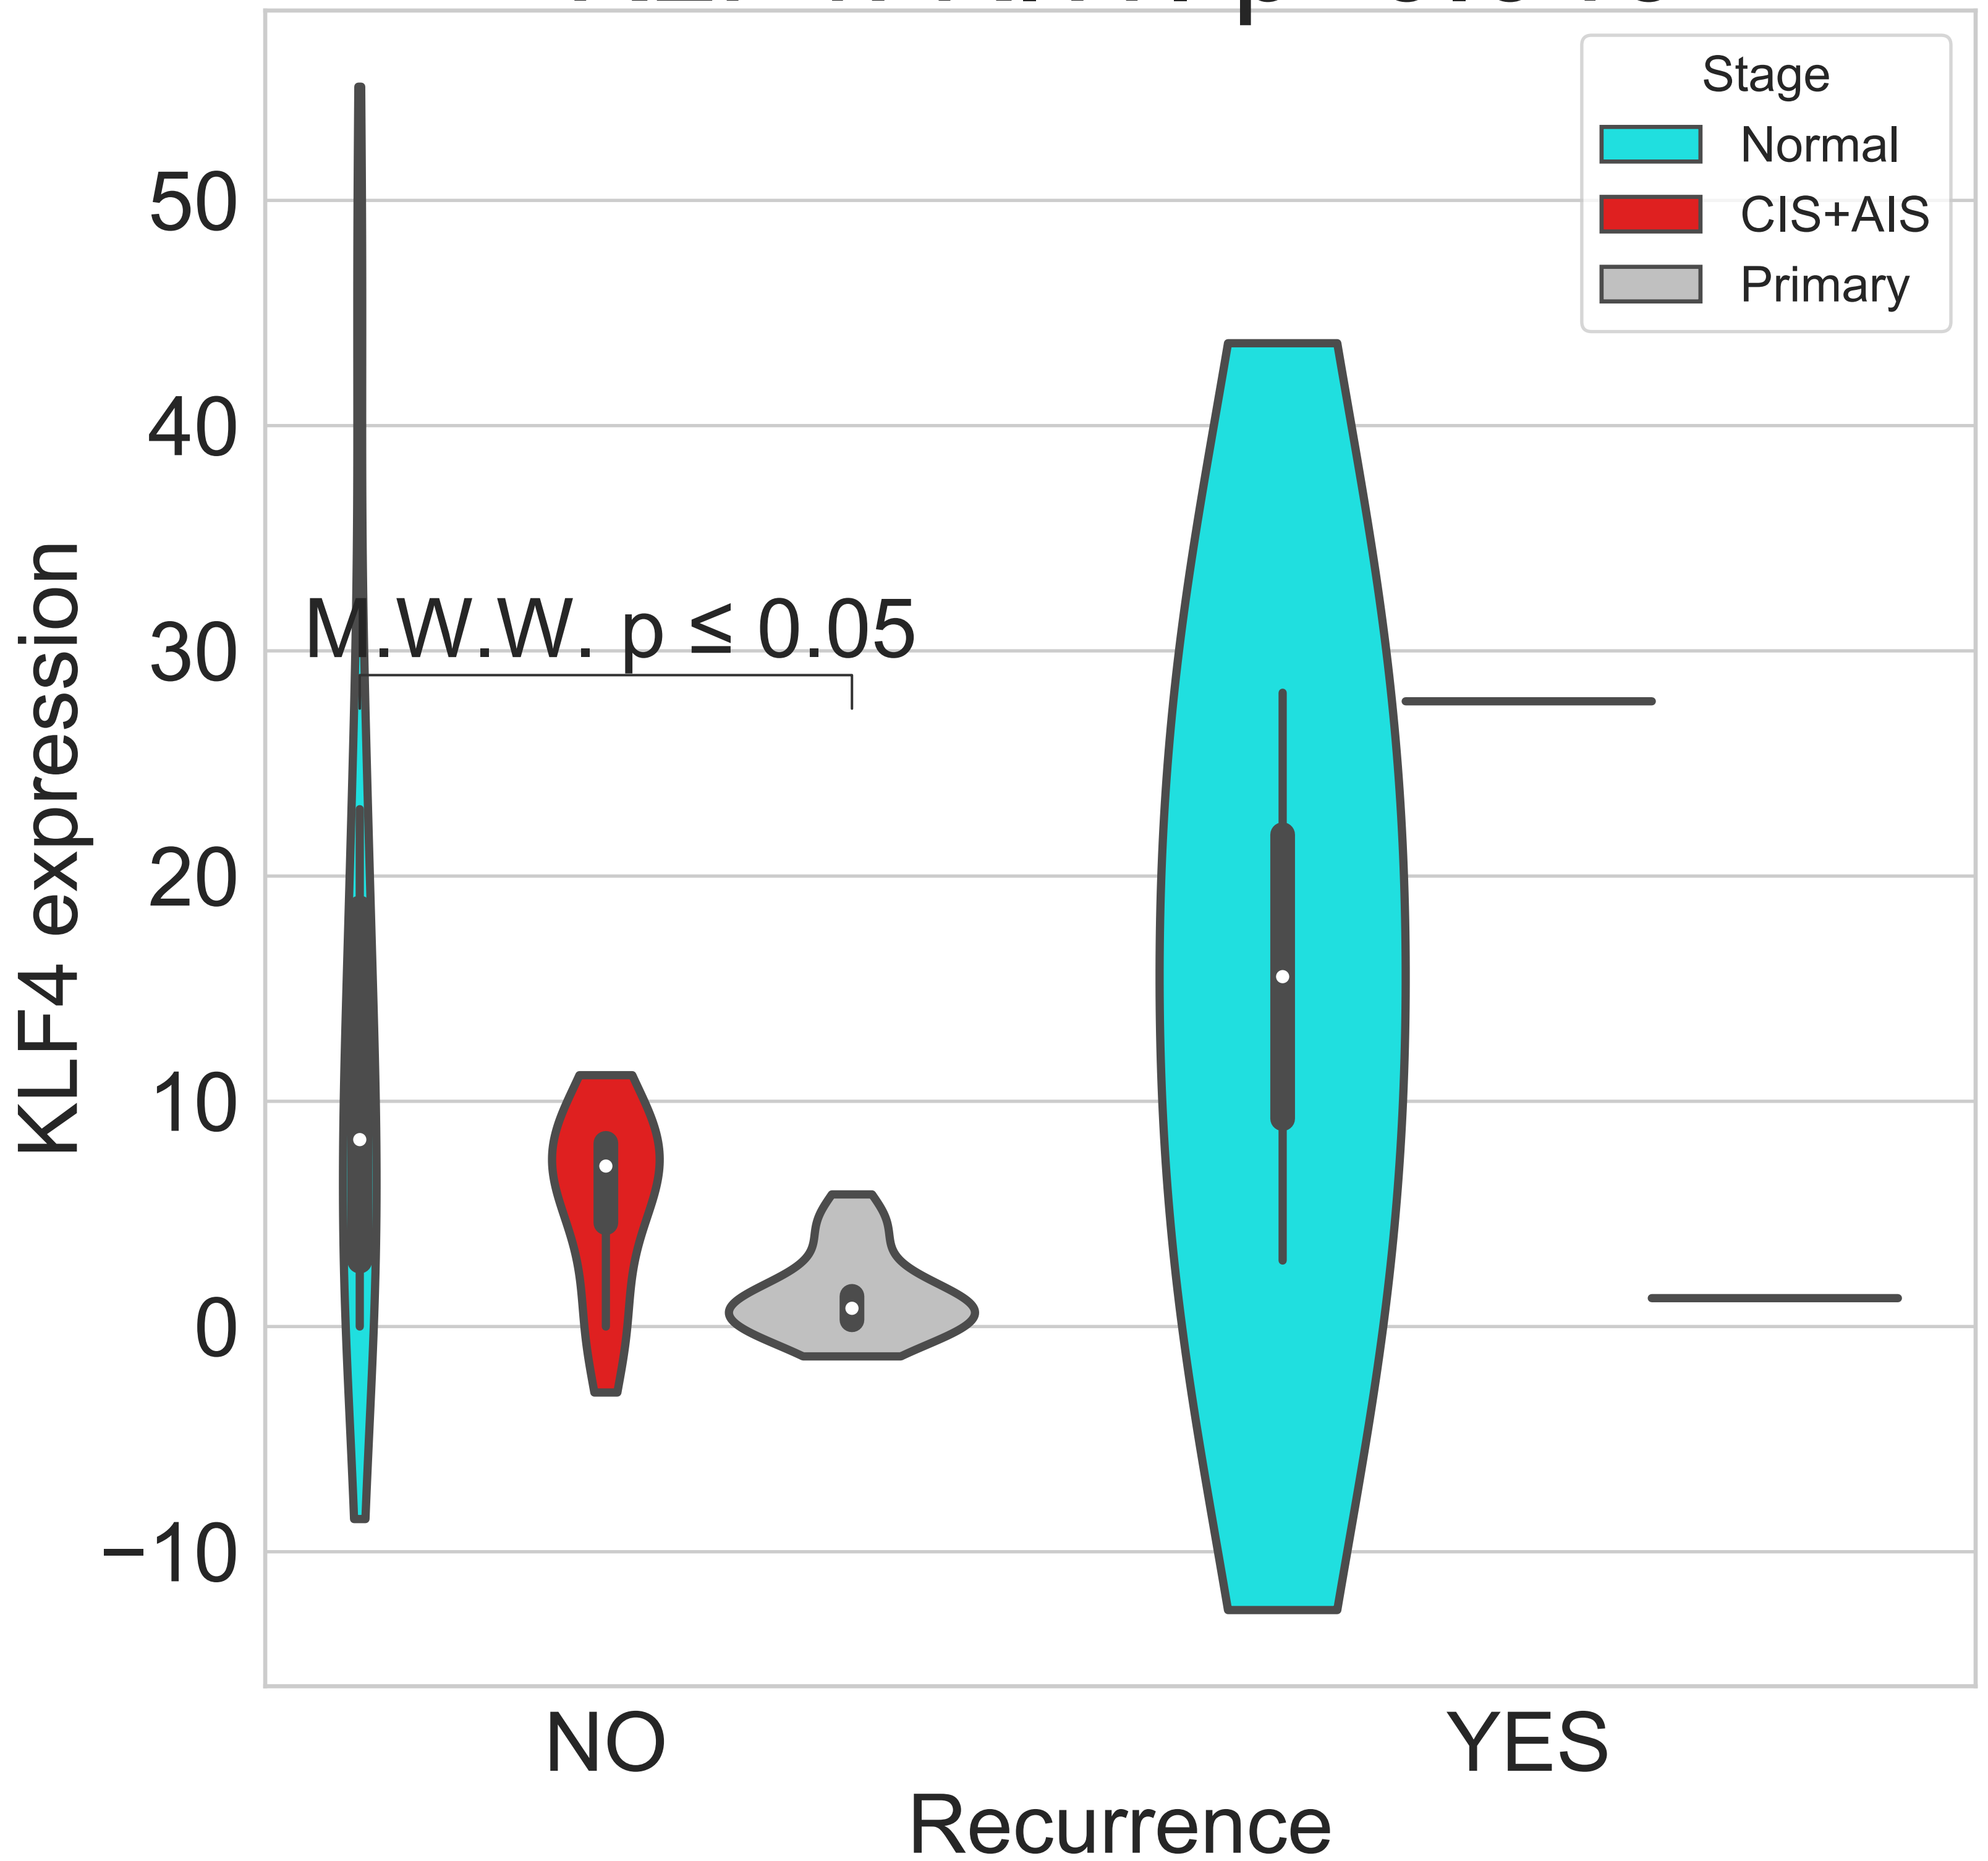 Stage
Normal
CIS+AIS
Primary
50
40
30
20
10
0
−10
M.W.W. p ≤ 0.05
KLF4 expression
NO
YES
Recurrence